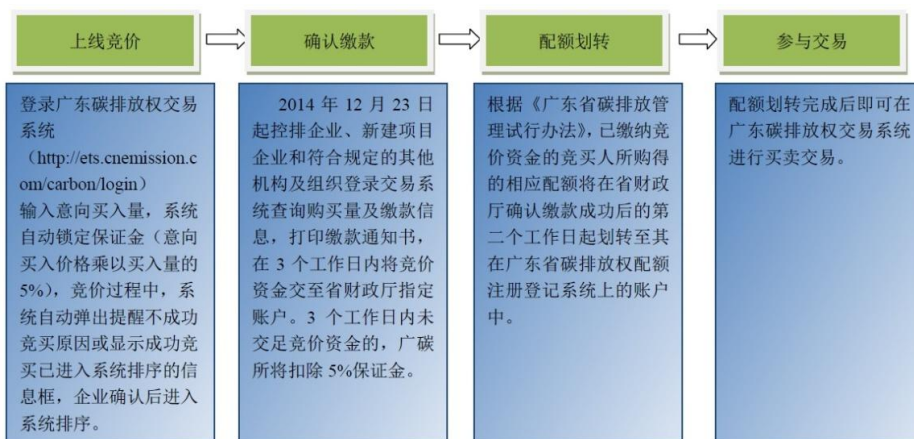 上线竞价
确认缴款
配额划转
参与交易
登录广东碳排放权交易
系统
（http://ets.cnemission.c
om/carbon/login）
输入意向买入量，系统
自动锁定保证金（意向
买入价格乘以买入量的
5%），竞价过程中，系
统自动弹出提醒不成功
竞买原因或显示成功竞
买已进入系统排序的信
息框，企业确认后进入
系统排序。
2014 年 12 月 23 日
起控排企业、新建项目
企业和符合规定的其他
机构及组织登录交易系
统查询购买量及缴款信
息，打印缴款通知书，
在 3 个工作日内将竞价
资金交至省财政厅指定
账户。3 个工作日内未
交足竞价资金的，广碳
所将扣除 5%保证金。
根据《广东省碳排放管
理试行办法》，已缴纳竞
价资金的竞买人所购得
的相应配额将在省财政
厅确认缴款成功后的第
二个工作日起划转至其
在广东省碳排放权配额
注册登记系统上的账户
中。
配额划转完成后即可在
广东碳排放权交易系统
进行买卖交易。